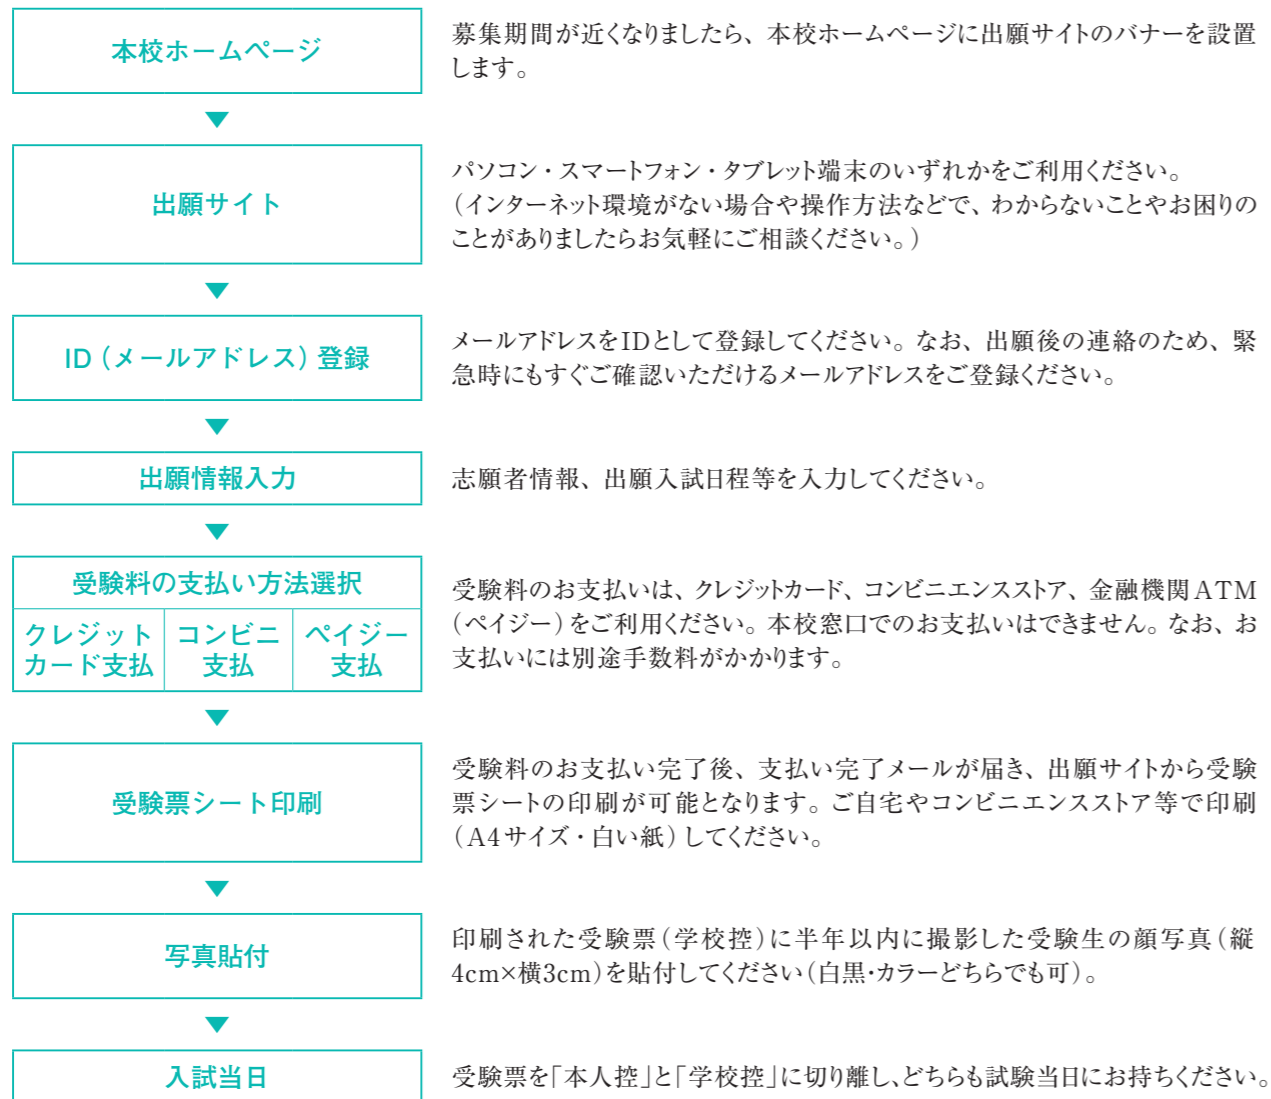 本校ホームページ
募集期間が近くなりましたら、本校ホームページに出願サイトのバナーを設置
します。
▼
出願サイト
パソコン・スマートフォン・タブレット端末のいずれかをご利用ください。
（インターネット環境がない場合や操作方法などで、わからないことやお困りの
ことがありましたらお気軽にご相談ください。）
▼
ID（メールアドレス）登録
メールアドレスをIDとして登録してください。なお、出願後の連絡のため、緊
急時にもすぐご確認いただけるメールアドレスをご登録ください。
▼
出願情報入力
志願者情報、出願入試日程等を入力してください。
▼
受験料の支払い方法選択
クレジット
カード支払
コンビニ
支払
ペイジー
支払
受験料のお支払いは、クレジットカード、コンビニエンスストア、金融機関ATM
（ペイジー）をご利用ください。本校窓口でのお支払いはできません。なお、お
支払いには別途手数料がかかります。
▼
受験票シート印刷
受験料のお支払い完了後、支払い完了メールが届き、出願サイトから受験
票シートの印刷が可能となります。ご自宅やコンビニエンスストア等で印刷
（A4サイズ・白い紙）してください。
▼
写真貼付
印刷された受験票（学校控）に半年以内に撮影した受験生の顔写真（縦
4cm×横3cm）を貼付してください（白黒・カラーどちらでも可）。
▼
入試当日
受験票を「本人控」と「学校控」に切り離し、どちらも試験当日にお持ちください。